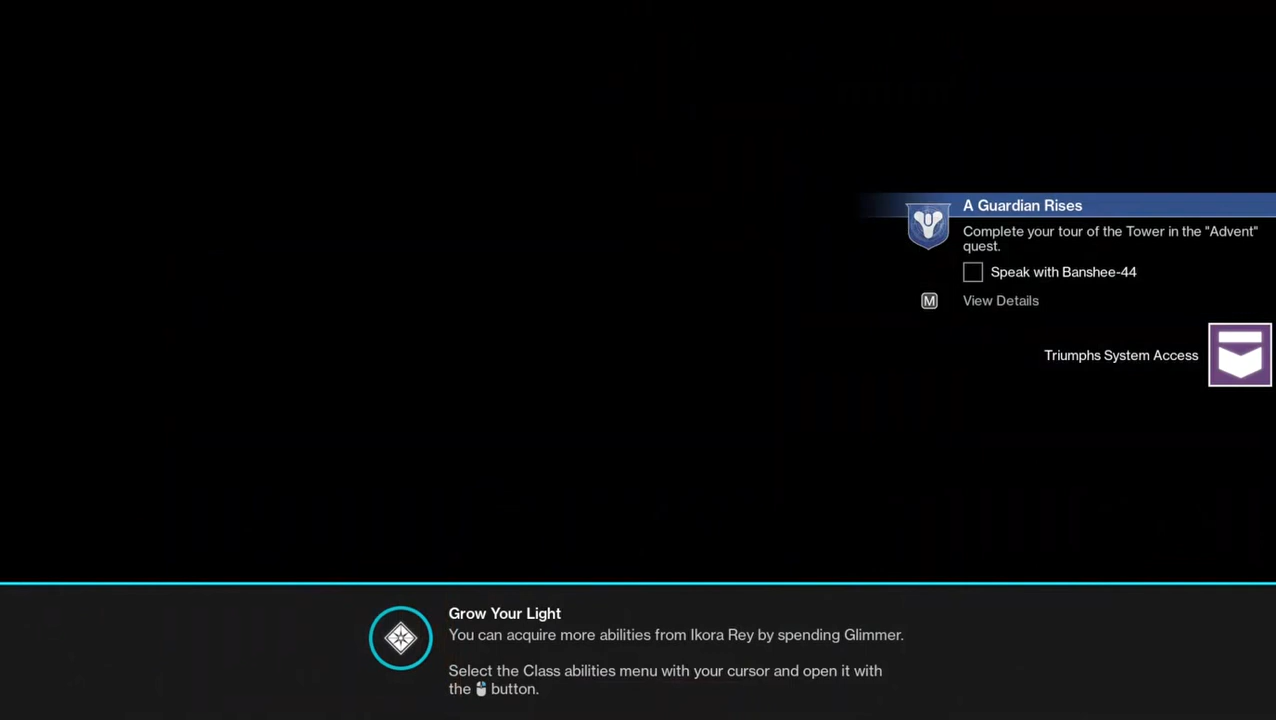 A Guardian Rises
Complete your tour of the Tower in the "Advent"
quest.
Speak with Banshee-44
M View Details
Triumphs System Access
Grow Your Light
You can acquire more abilities from Ikora Rey by spending Glimmer.
Select the Class abilities menu with your cursor and open it with
the button.